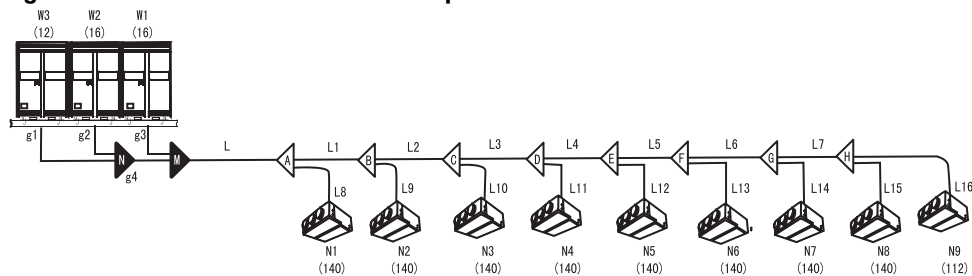 W3 W2 W1
(12) (16) (16)
g1 g2 g3
N M
g4
L L1 L2 L3 L4 L5 L6 L7
A B C D E F G H
L8 L9 L10 L11 L12 L13 L14 L15 L16
N1 N2 N3 N4 N5 N6 N7 N8 N9
(140) (140) (140) (140) (140) (140) (140) (140) (112)